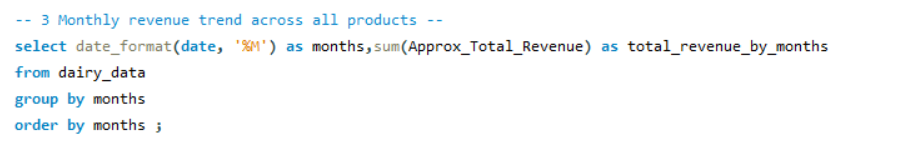 -- 3 Monthly revenue trend across all products --
select date_format(date, '%M') as months,sum(Approx_Total_Revenue) as total_revenue_by_months
from dairy_data
group by months
order by months ;